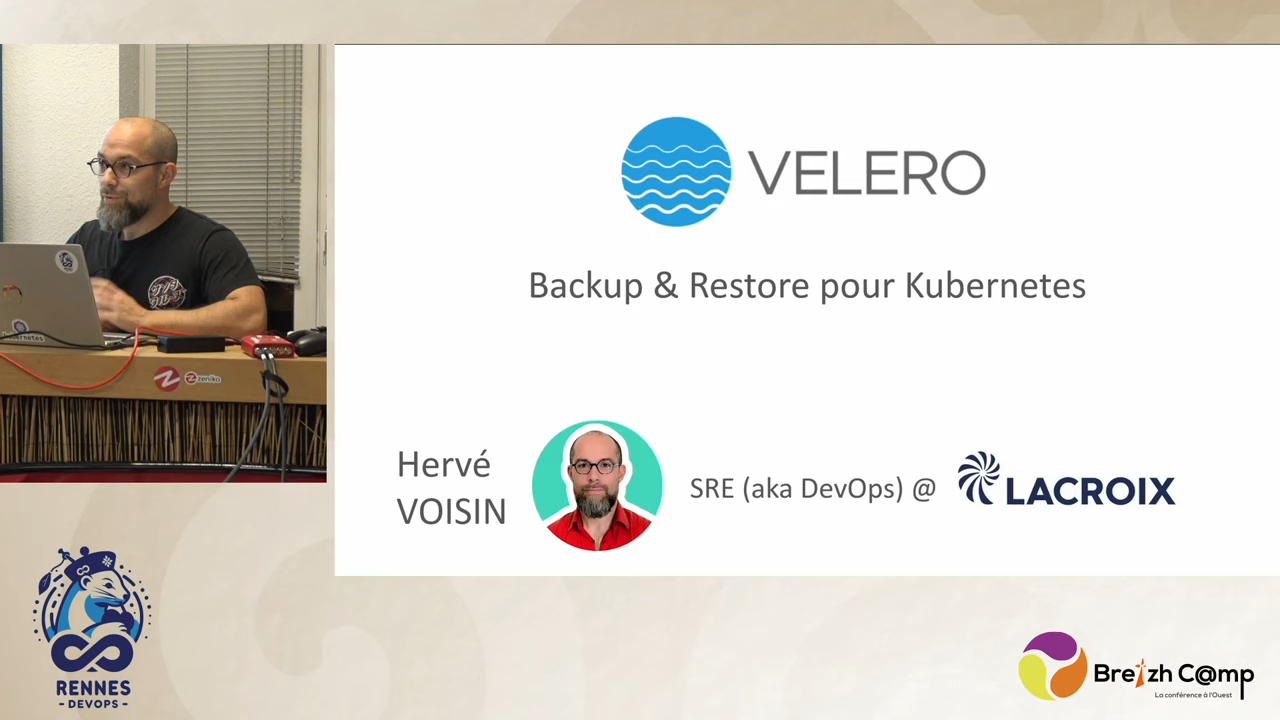 VELERO
Backup & Restore pour Kubernetes
Hervé
VOISIN
SRE (aka DevOps) @
LACROIX
zenika
RENNES
- DEVOPS -
Breizh C@mp
La conférence à l'Ouest